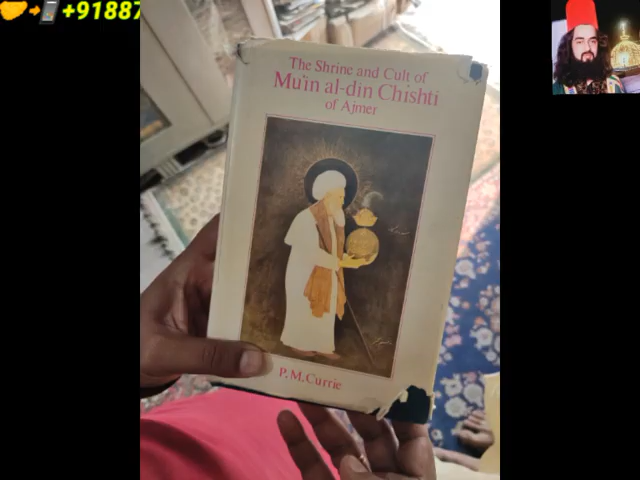 +91887
The Shrine and Cult of
Mu'in al-din Chishti
of Ajmer
P.M.Currie